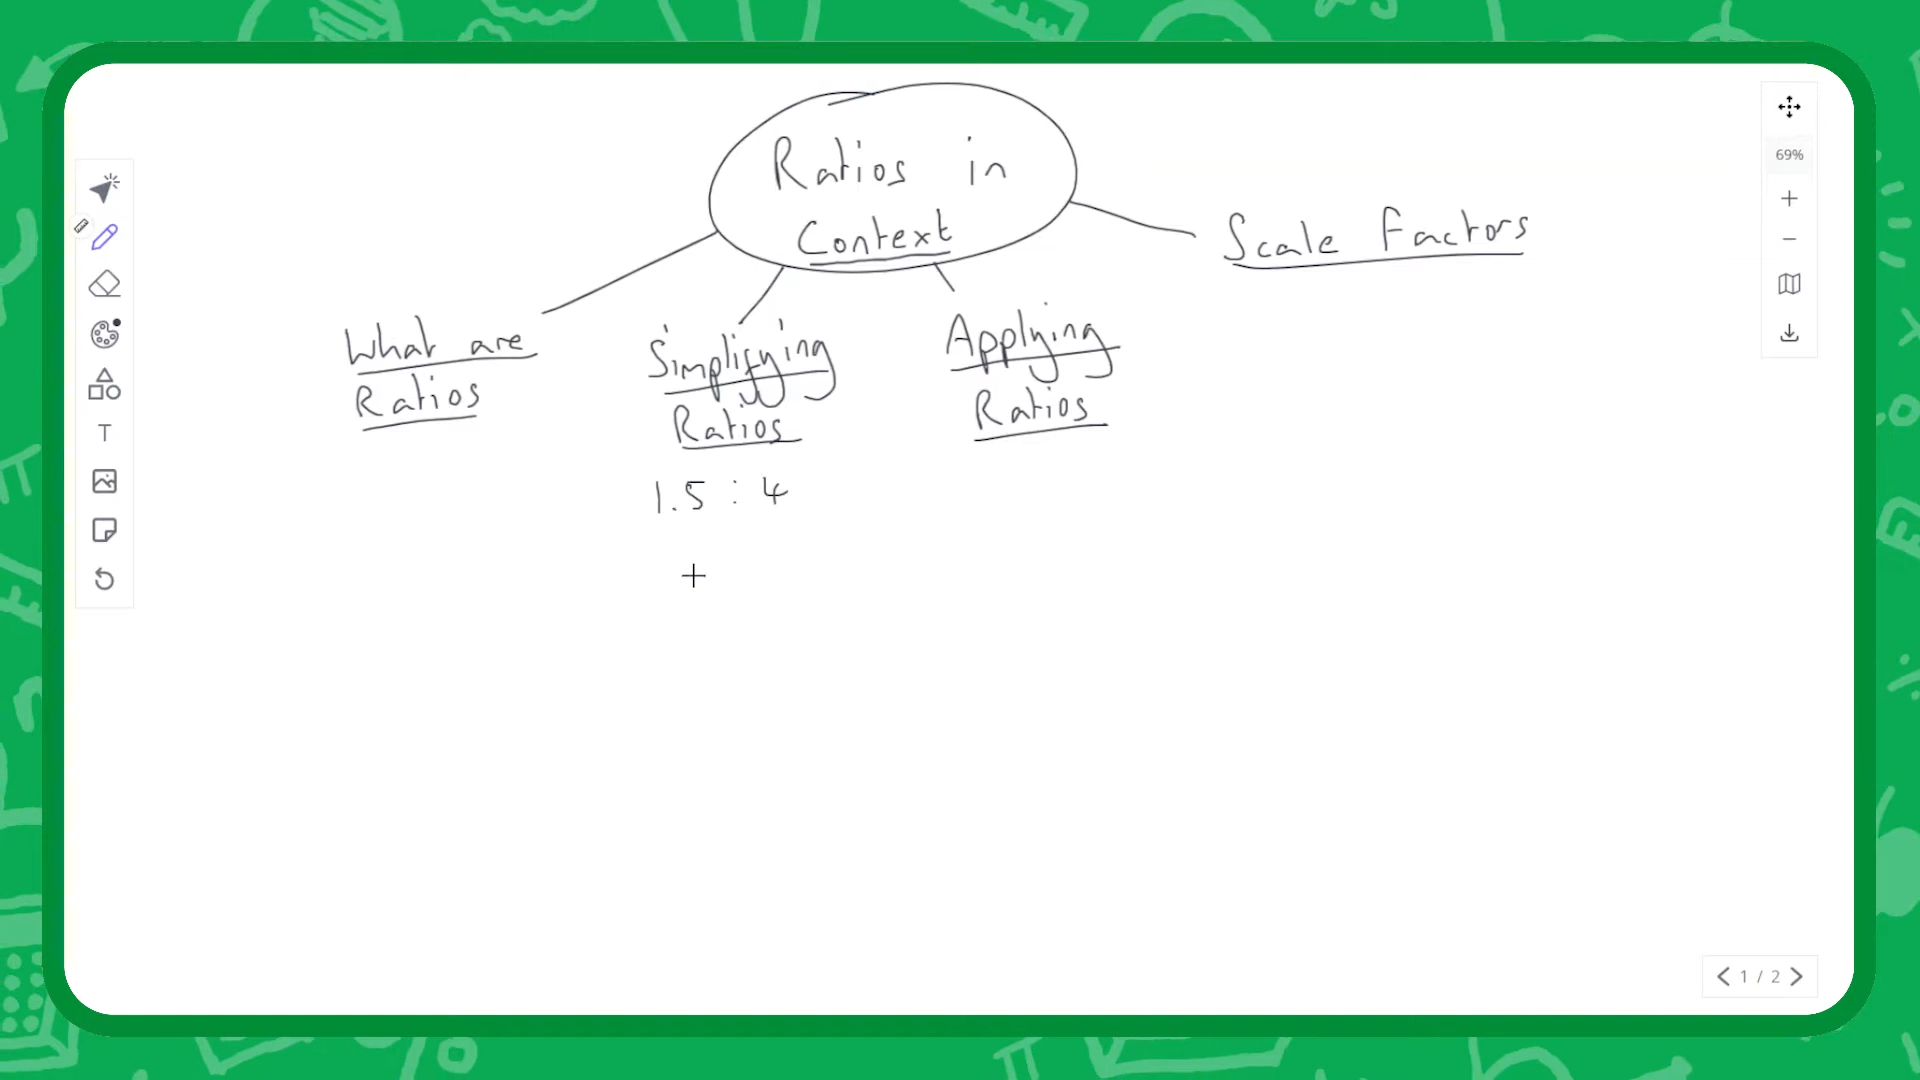 Ratios in
Context
Scale Factors
What are
Ratios
Simplifying
Ratios
1.5 : 4
Applying
Ratios
T
69%
1 / 2